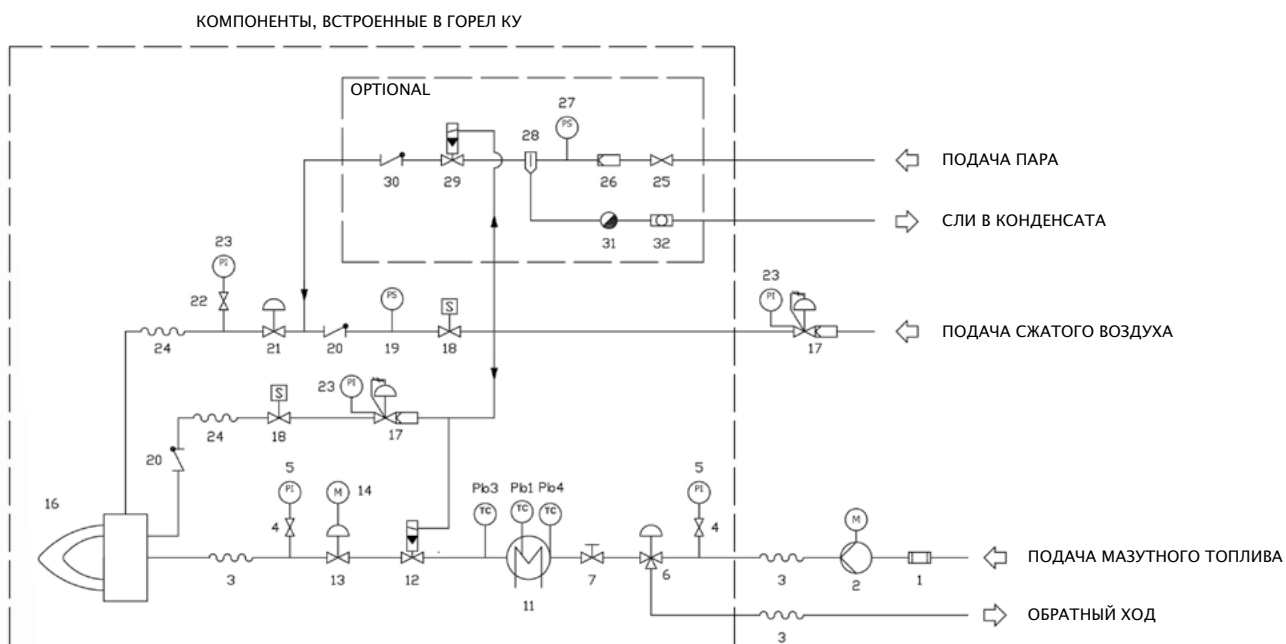 КОМПОНЕНТЫ, ВСТРОЕННЫЕ В ГОРЕЛ КУ
OPTIONAL
27
PS
28
30
29
26
25
ПОДАЧА ПАРА
31
32
СЛИ В КОНДЕНСАТА
23
PI
22
24
21
20
PS
19
S
18
23
PI
17
ПОДАЧА СЖАТОГО ВОЗДУХА
20
24
S
18
23
PI
17
16
5
PI
4
M
14
Pb3
TC
Pb1
TC
Pb4
TC
5
PI
4
M
3
13
12
11
7
6
3
2
1
ПОДАЧА МАЗУТНОГО ТОПЛИВА
3
ОБРАТНЫЙ ХОД